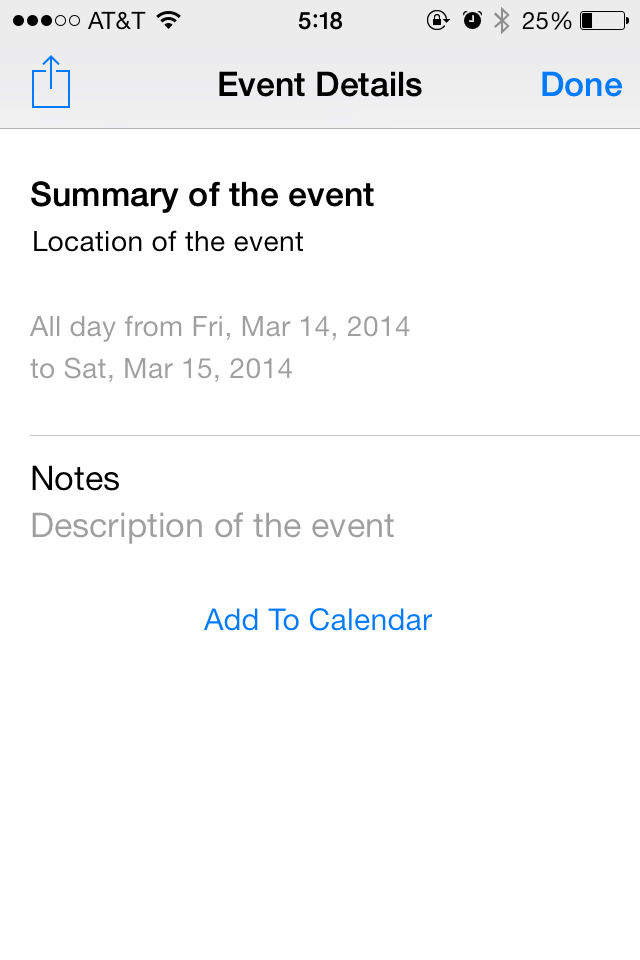 AT&T 5:18 25%
Event Details Done
Summary of the event
Location of the event
All day from Fri, Mar 14, 2014
to Sat, Mar 15, 2014
Notes
Description of the event
Add To Calendar